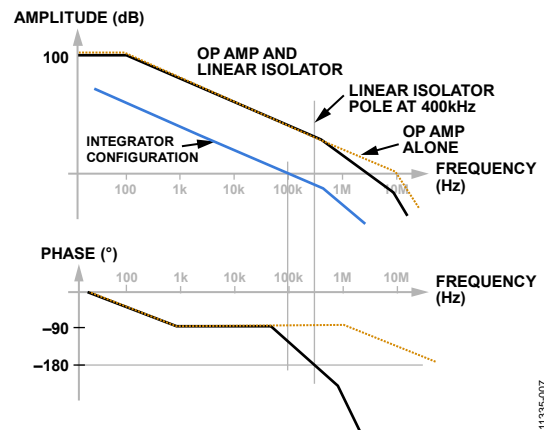 AMPLITUDE (dB)
100
OP AMP AND
LINEAR ISOLATOR
LINEAR ISOLATOR
POLE AT 400kHz
OP AMP
ALONE
INTEGRATOR
CONFIGURATION
FREQUENCY
(Hz)
100 1k 10k 100k 1M 10M
PHASE (°)
100 1k 10k 100k 1M 10M
FREQUENCY
(Hz)
–90
–180
11335-007